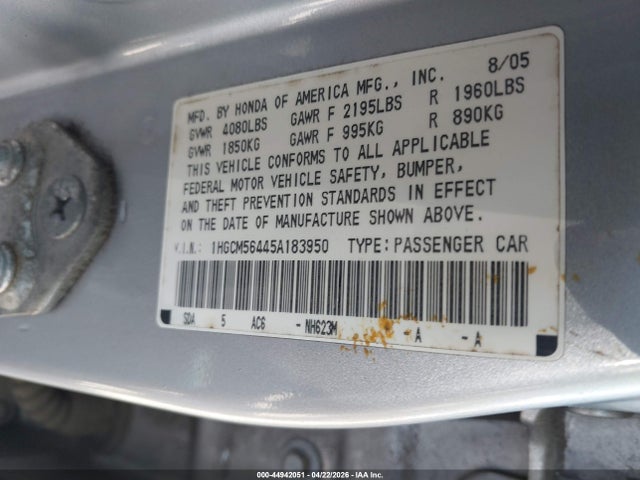 MFD. BY HONDA OF AMERICA MFG., INC. 8/05
GVWR 4080LBS GAWR F 2195LBS R 1960LBS
GVWR 1850KG GAWR F 995KG R 890KG
THIS VEHICLE CONFORMS TO ALL APPLICABLE
FEDERAL MOTOR VEHICLE SAFETY, BUMPER,
AND THEFT PREVENTION STANDARDS IN EFFECT
ON THE DATE OF MANUFACTURE SHOWN ABOVE.
V.I.N.: 1HGCM56445A183950 TYPE: PASSENGER CAR
SDA 5 AC6 -NH623M -A -A
000-44942051 - 04/22/2026 - IAA Inc.